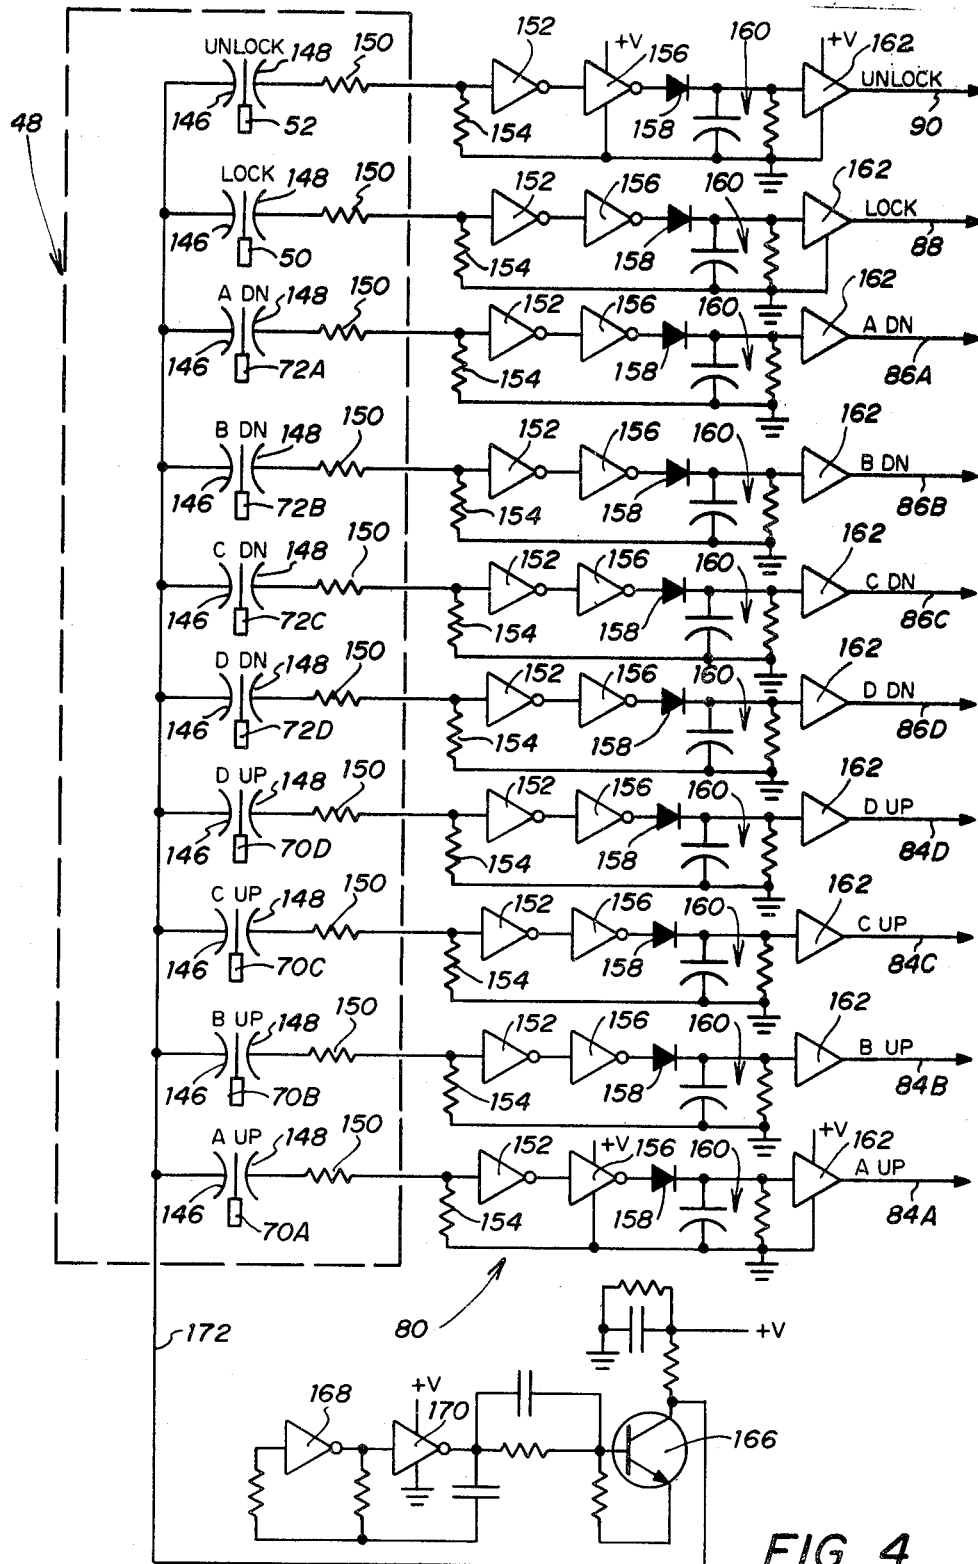 152 +V 160 +V 162
UNLOCK 148 150 156 UNLOCK
48 146 52 154 158 90
LOCK 148 150 152 156 160 162 LOCK
146 50 154 158 88
A DN 148 150 152 156 160 162 A DN
146 72A 154 158 86A
B DN 148 150 152 156 160 162 B DN
146 72B 154 158 86B
C DN 148 150 152 156 160 162 C DN
146 72C 154 158 86C
D DN 148 150 152 156 160 162 D DN
146 72D 154 158 86D
D UP 148 150 152 156 160 162 D UP
146 70D 154 158 84D
C UP 148 150 152 156 160 162 C UP
146 70C 154 158 84C
B UP 148 150 152 156 160 162 B UP
146 70B 154 158 84B
A UP 148 150 152 +V 156 160 +V 162 A UP
146 70A 154 158 84A
172 80 +V
168 +V 170 166
FIG 4